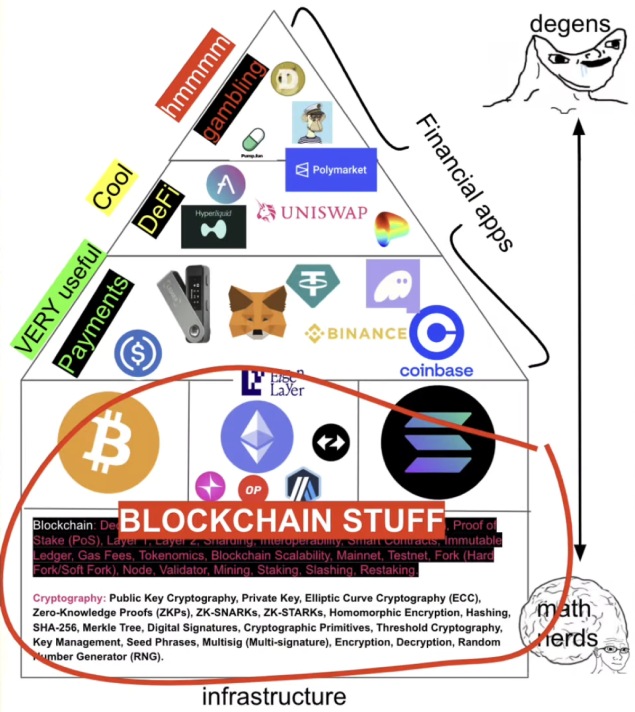 degens
hmmmm
gambling
Pump.fun
Financial apps
Polymarket
Cool
DeFi
Hyperliquid
UNISWAP
VERY useful
Payments
BINANCE
coinbase
Eigen
Layer
OP
BLOCKCHAIN STUFF
Blockchain: Dec , Proof of
Stake (PoS), Layer 1, Layer 2, Sharding, Interoperability, Smart Contracts, Immutable
Ledger, Gas Fees, Tokenomics, Blockchain Scalability, Mainnet, Testnet, Fork (Hard
Fork/Soft Fork), Node, Validator, Mining, Staking, Slashing, Restaking.
Cryptography: Public Key Cryptography, Private Key, Elliptic Curve Cryptography (ECC),
Zero-Knowledge Proofs (ZKPs), ZK-SNARKs, ZK-STARKs, Homomorphic Encryption, Hashing,
SHA-256, Merkle Tree, Digital Signatures, Cryptographic Primitives, Threshold Cryptography,
Key Management, Seed Phrases, Multisig (Multi-signature), Encryption, Decryption, Random
Number Generator (RNG).
math
nerds
infrastructure